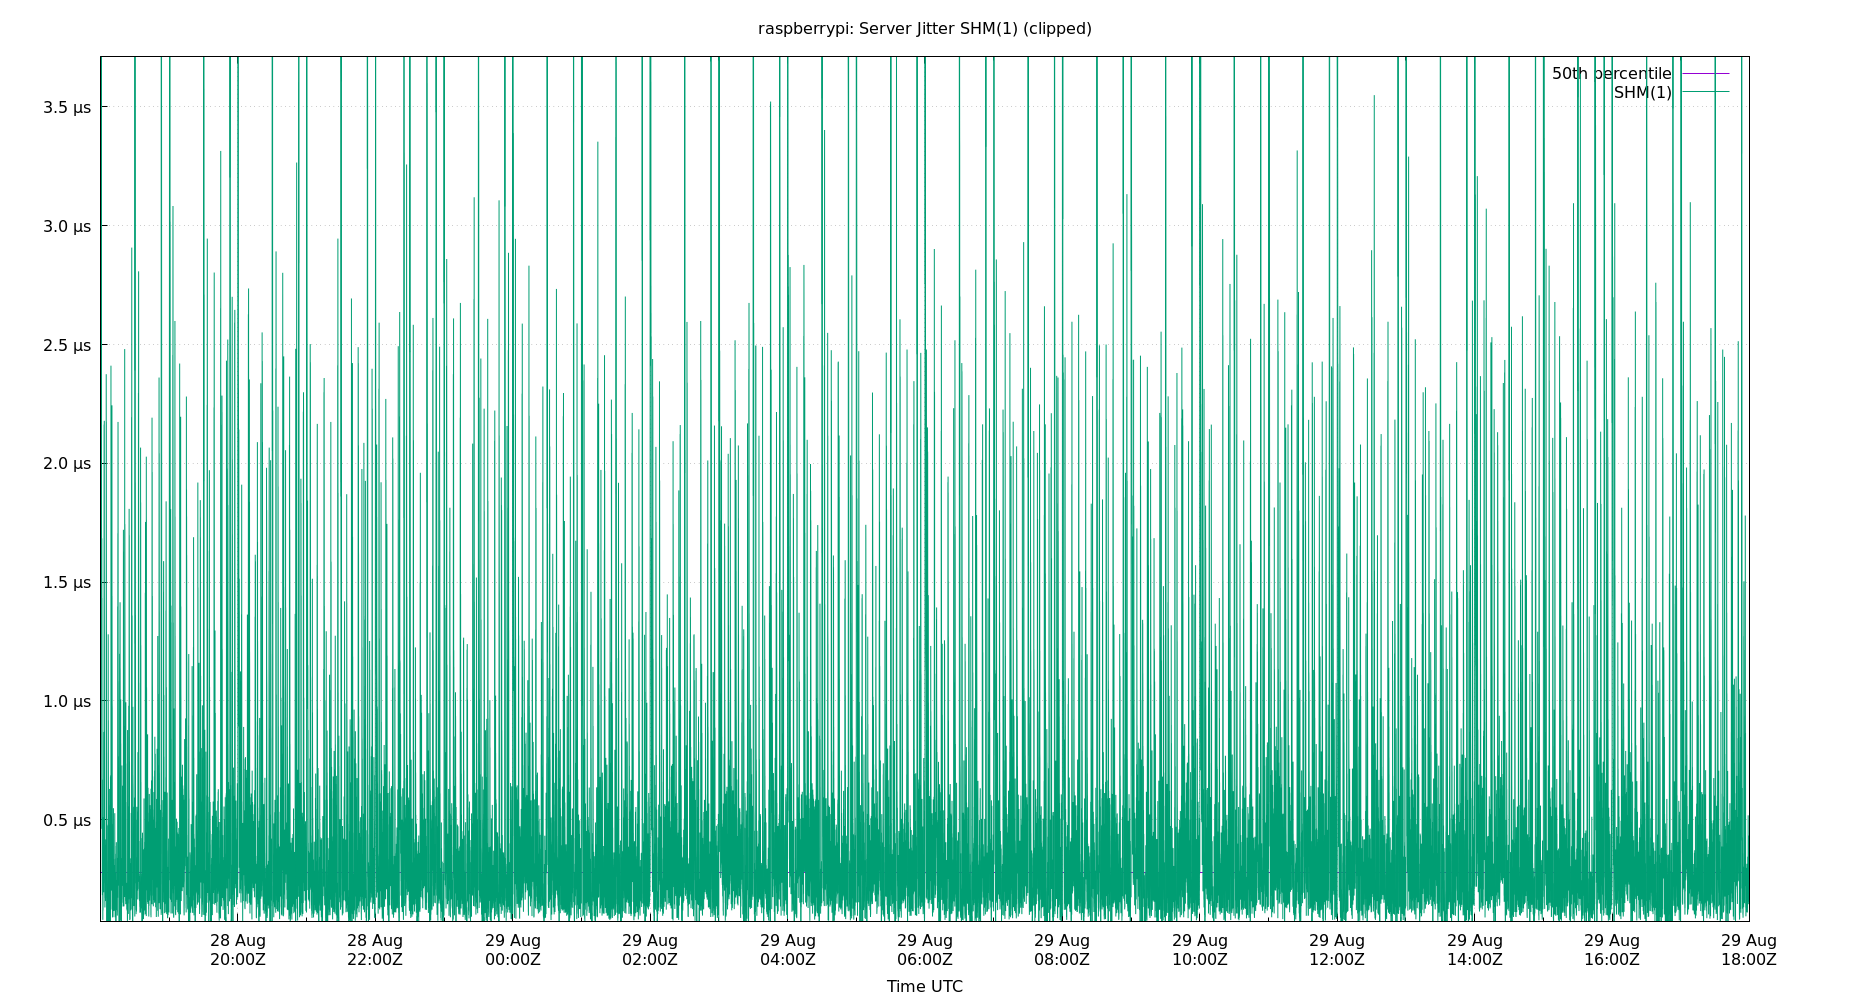 raspberrypi: Server Jitter SHM(1) (clipped)
50th percentile
SHM(1)
3.5 µs
3.0 µs
2.5 µs
2.0 µs
1.5 µs
1.0 µs
0.5 µs
28 Aug 28 Aug 29 Aug 29 Aug 29 Aug 29 Aug 29 Aug 29 Aug 29 Aug 29 Aug 29 Aug 29 Aug
20:00Z 22:00Z 00:00Z 02:00Z 04:00Z 06:00Z 08:00Z 10:00Z 12:00Z 14:00Z 16:00Z 18:00Z
Time UTC